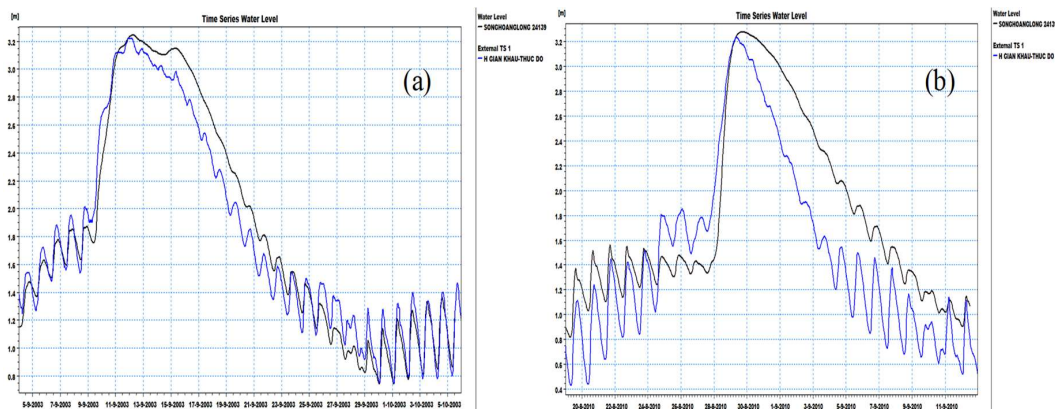 [m]
Time Series Water Level
Water Level
SONGHOANGLONG 24139
External TS 1
H GIAN KHAU-THUC DO
(a)
3.2
3.0
2.8
2.6
2.4
2.2
2.0
1.8
1.6
1.4
1.2
1.0
0.8
5-9-2003 7-9-2003 9-9-2003 11-9-2003 13-9-2003 15-9-2003 17-9-2003 19-9-2003 21-9-2003 23-9-2003 25-9-2003 27-9-2003 29-9-2003 1-10-2003 3-10-2003 5-10-2003
[m]
Time Series Water Level
Water Level
SONGHOANGLONG 2413
External TS 1
H GIAN KHAU-THUC DO
(b)
3.2
3.0
2.8
2.6
2.4
2.2
2.0
1.8
1.6
1.4
1.2
1.0
0.8
0.6
0.4
20-8-2010 22-8-2010 24-8-2010 26-8-2010 28-8-2010 30-8-2010 1-9-2010 3-9-2010 5-9-2010 7-9-2010 9-9-2010 11-9-2010